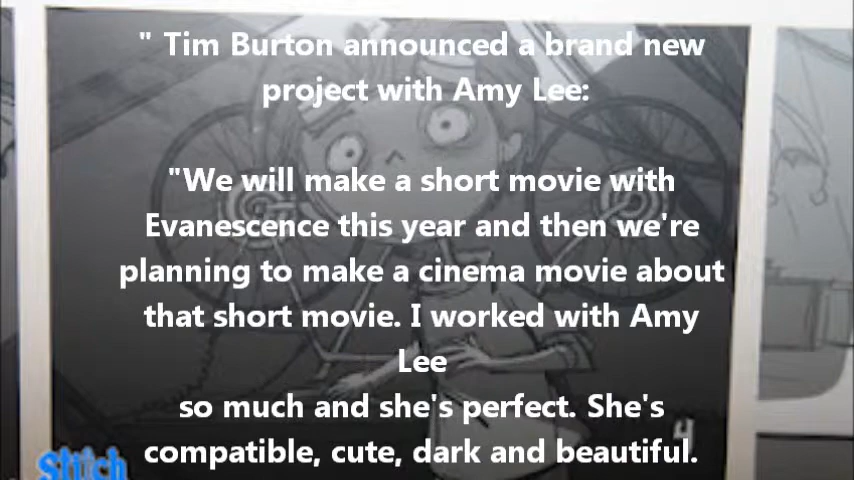 " Tim Burton announced a brand new
project with Amy Lee:
"We will make a short movie with
Evanescence this year and then we're
planning to make a cinema movie about
that short movie. I worked with Amy
Lee
so much and she's perfect. She's
compatible, cute, dark and beautiful.
4
Stitch